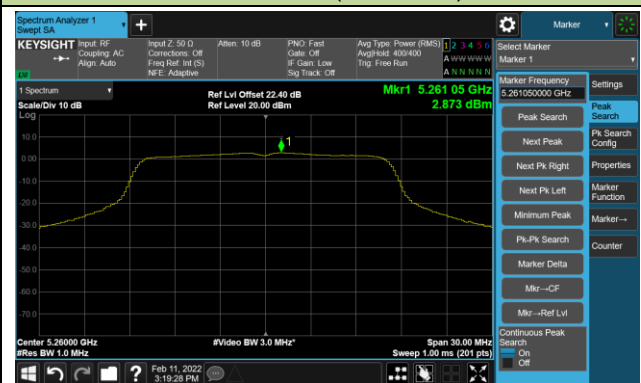 Spectrum Analyzer 1
Swept SA
+
Marker
KEYSIGHT
Input: RF
Coupling: AC
Align: Auto
Input Z: 50 Ω
Corrections: Off
Freq Ref: Int (S)
NFE: Adaptive
Atten: 10 dB
PNO: Fast
Gate: Off
IF Gain: Low
Sig Track: Off
Avg Type: Power (RMS)
Avg|Hold: 400/400
Trig: Free Run
1 2 3 4 5 6
A W W W W W
A N N N N N
Select Marker
Marker 1
LXI
1 Spectrum
Scale/Div 10 dB
Log
Ref Lvl Offset 22.40 dB
Ref Level 20.00 dBm
Mkr1 5.261 05 GHz
2.873 dBm
1
10.0
0.00
-10.0
-20.0
-30.0
-40.0
-50.0
-60.0
-70.0
Center 5.26000 GHz
#Res BW 1.0 MHz
#Video BW 3.0 MHz*
Span 30.00 MHz
Sweep 1.00 ms (201 pts)
Marker Frequency
5.261050000 GHz
Peak Search
Next Peak
Next Pk Right
Next Pk Left
Minimum Peak
Pk-Pk Search
Marker Delta
Mkr→CF
Mkr→Ref Lvl
Continuous Peak
Search
On
Off
Settings
Peak
Search
Pk Search
Config
Properties
Marker
Function
Marker→
Counter
?
Feb 11, 2022
3:19:28 PM